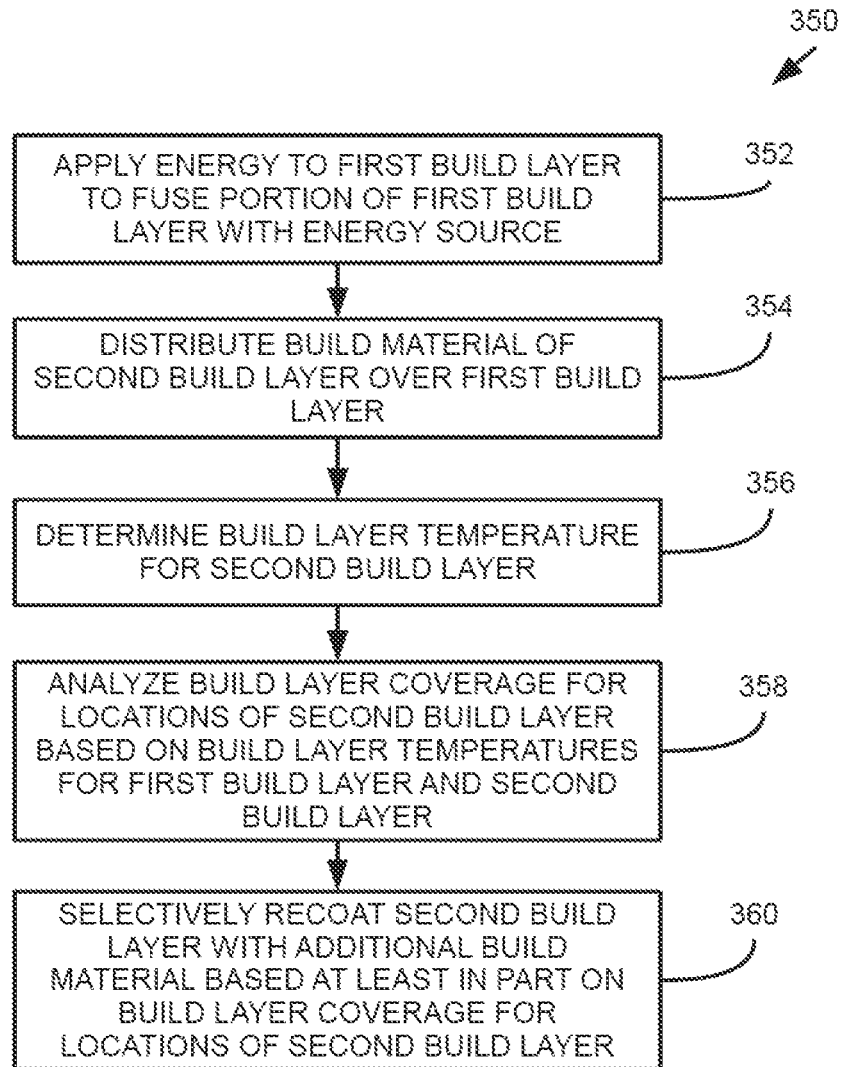 350
APPLY ENERGY TO FIRST BUILD LAYER
TO FUSE PORTION OF FIRST BUILD
LAYER WITH ENERGY SOURCE
352
DISTRIBUTE BUILD MATERIAL OF
SECOND BUILD LAYER OVER FIRST BUILD
LAYER
354
DETERMINE BUILD LAYER TEMPERATURE
FOR SECOND BUILD LAYER
356
ANALYZE BUILD LAYER COVERAGE FOR
LOCATIONS OF SECOND BUILD LAYER
BASED ON BUILD LAYER TEMPERATURES
FOR FIRST BUILD LAYER AND SECOND
BUILD LAYER
358
SELECTIVELY RECOAT SECOND BUILD
LAYER WITH ADDITIONAL BUILD
MATERIAL BASED AT LEAST IN PART ON
BUILD LAYER COVERAGE FOR
LOCATIONS OF SECOND BUILD LAYER
360